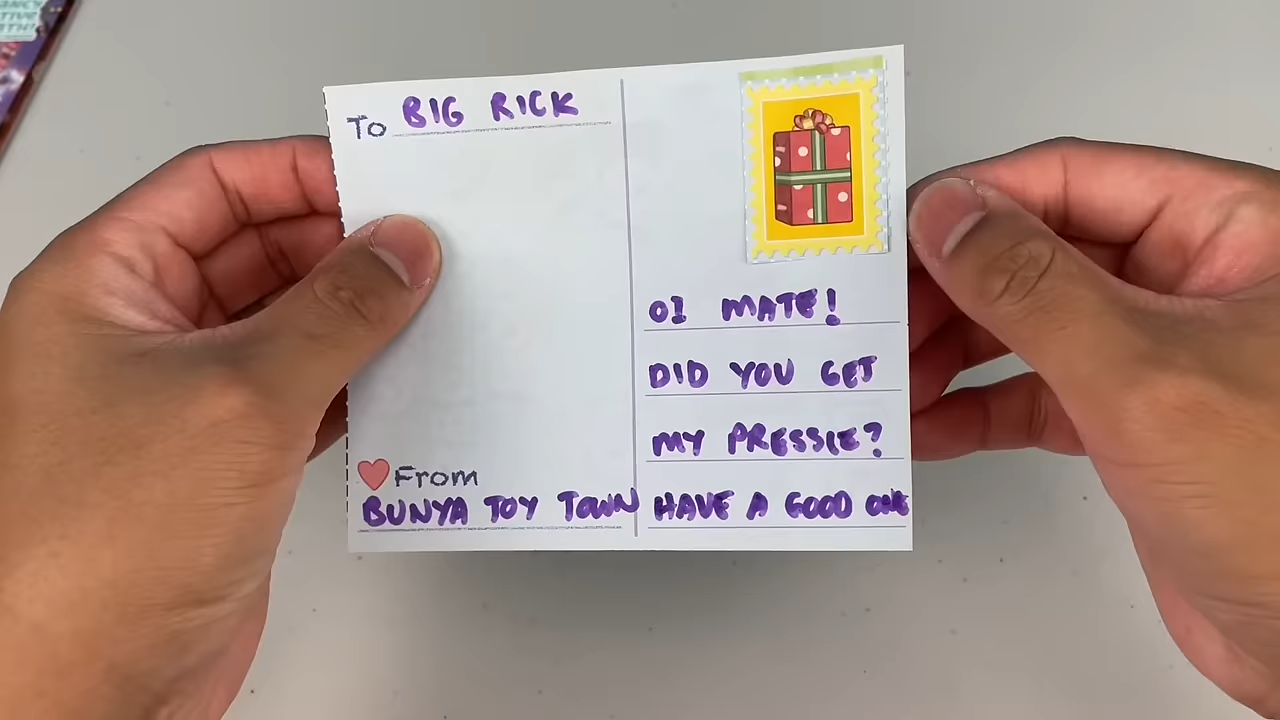 To BIG RICK
OI MATE!
DID YOU GET
MY PRESSIE?
HAVE A GOOD ONE
From
BUNYA TOY TOWN